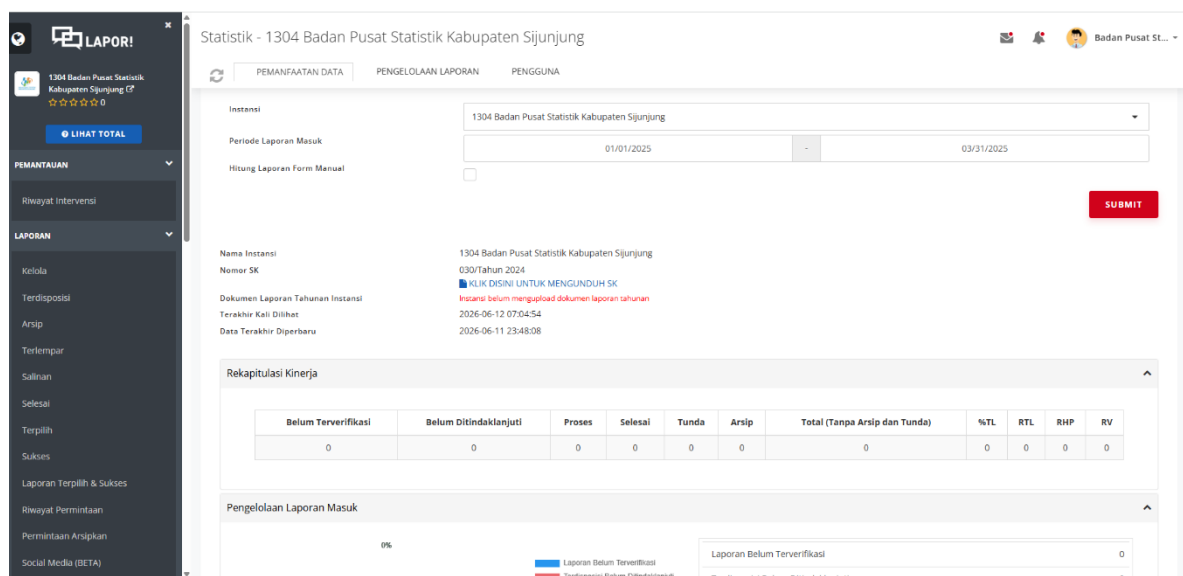 LAPOR!
×
1304 Badan Pusat Statistik
Kabupaten Sijunjung
0
LIHAT TOTAL
PEMANTAUAN
Riwayat Intervensi
LAPORAN
Kelola
Terdisposisi
Arsip
Terlempar
Salinan
Selesai
Terpilih
Sukses
Laporan Terpilih & Sukses
Riwayat Permintaan
Permintaan Arsipkan
Social Media (BETA)
Statistik - 1304 Badan Pusat Statistik Kabupaten Sijunjung
Badan Pusat St...
PEMANFAATAN DATA PENGELOLAAN LAPORAN PENGGUNA
Instansi 1304 Badan Pusat Statistik Kabupaten Sijunjung
Periode Laporan Masuk 01/01/2025 - 03/31/2025
Hitung Laporan Form Manual
SUBMIT
Nama Instansi 1304 Badan Pusat Statistik Kabupaten Sijunjung
Nomor SK 030/Tahun 2024
KLIK DISINI UNTUK MENGUNDUH SK
Dokumen Laporan Tahunan Instansi Instansi belum mengupload dokumen laporan tahunan
Terakhir Kali Dilihat 2026-06-12 07:04:54
Data Terakhir Diperbaru 2026-06-11 23:48:08
Rekapitulasi Kinerja
Belum Terverifikasi Belum Ditindaklanjuti Proses Selesai Tunda Arsip Total (Tanpa Arsip dan Tunda) %TL RTL RHP RV
0 0 0 0 0 0 0 0 0 0 0
Pengelolaan Laporan Masuk
0%
Laporan Belum Terverifikasi
Laporan Belum Terverifikasi 0